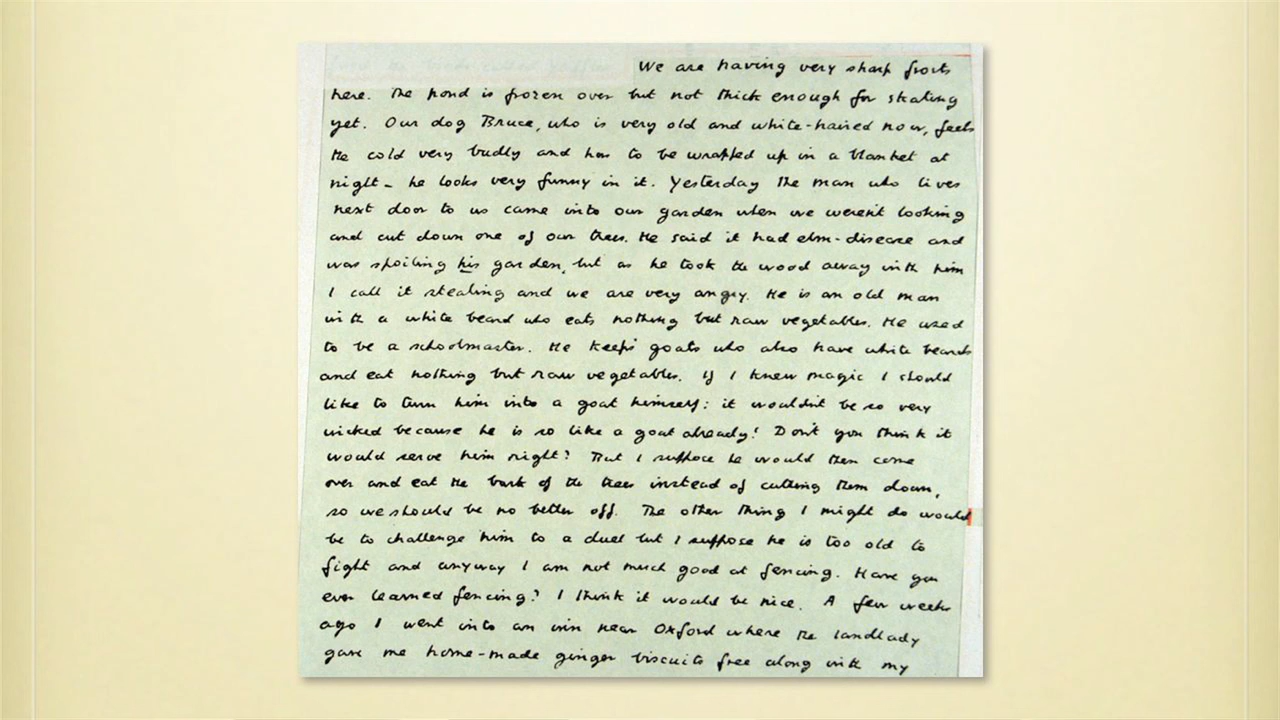 We are having very sharp frosts
here. The pond is frozen over but not thick enough for skating
yet. Our dog Bruce, who is very old and white-haired now, feels
the cold very badly and has to be wrapped up in a blanket at
night – he looks very funny in it. Yesterday the man who lives
next door to us came into our garden when we weren't looking
and cut down one of our trees. He said it had elm-disease and
was spoiling his garden, but as he took the wood away with him
I call it stealing and we are very angry. He is an old man
with a white beard who eats nothing but raw vegetables. He used
to be a schoolmaster. He keeps goats who also have white beards
and eat nothing but raw vegetables. If I knew magic I should
like to turn him into a goat himself: it wouldn't be so very
wicked because he is so like a goat already! Don't you think it
would serve him right? But I suppose he would then come
over and eat the bark of the trees instead of cutting them down,
so we should be no better off. The other thing I might do would
be to challenge him to a duel but I suppose he is too old to
fight and anyway I am not much good at fencing. Have you
ever learned fencing? I think it would be nice. A few weeks
ago I went into an inn near Oxford where the landlady
gave me home-made ginger biscuits free along with my